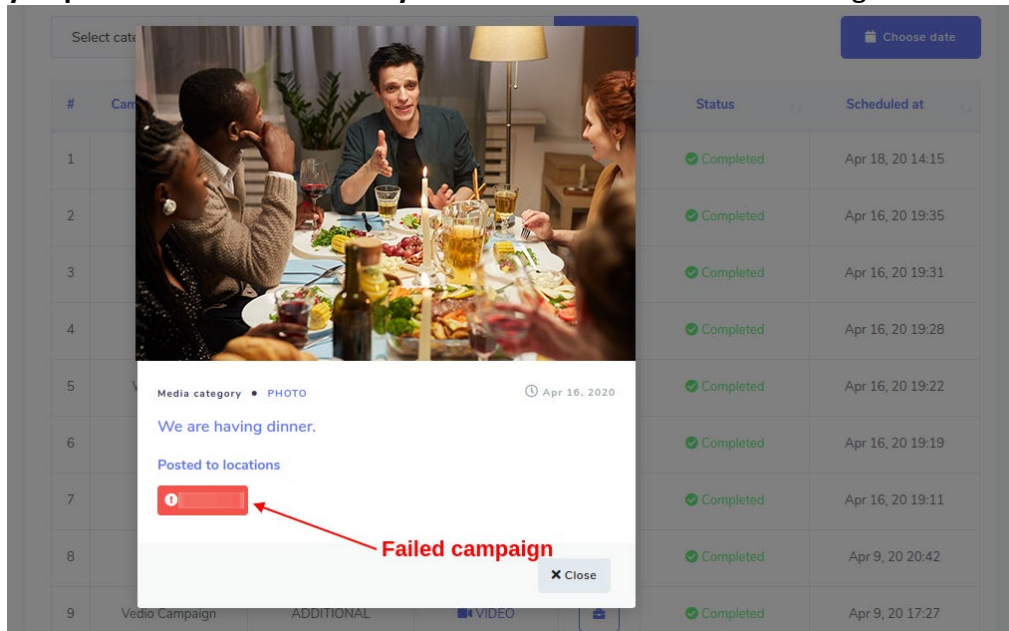 Select cate
Choose date
# Cam Status Scheduled at
1 Completed Apr 18, 20 14:15
2 Completed Apr 16, 20 19:35
3 Completed Apr 16, 20 19:31
4 Completed Apr 16, 20 19:28
5 V Completed Apr 16, 20 19:22
6 Completed Apr 16, 20 19:19
7 Completed Apr 16, 20 19:11
8 Completed Apr 9, 20 20:42
9 Vedio Campaign ADDITIONAL VIDEO Completed Apr 9, 20 17:27
Media category • PHOTO Apr 16, 2020
We are having dinner.
Posted to locations
Failed campaign
Close